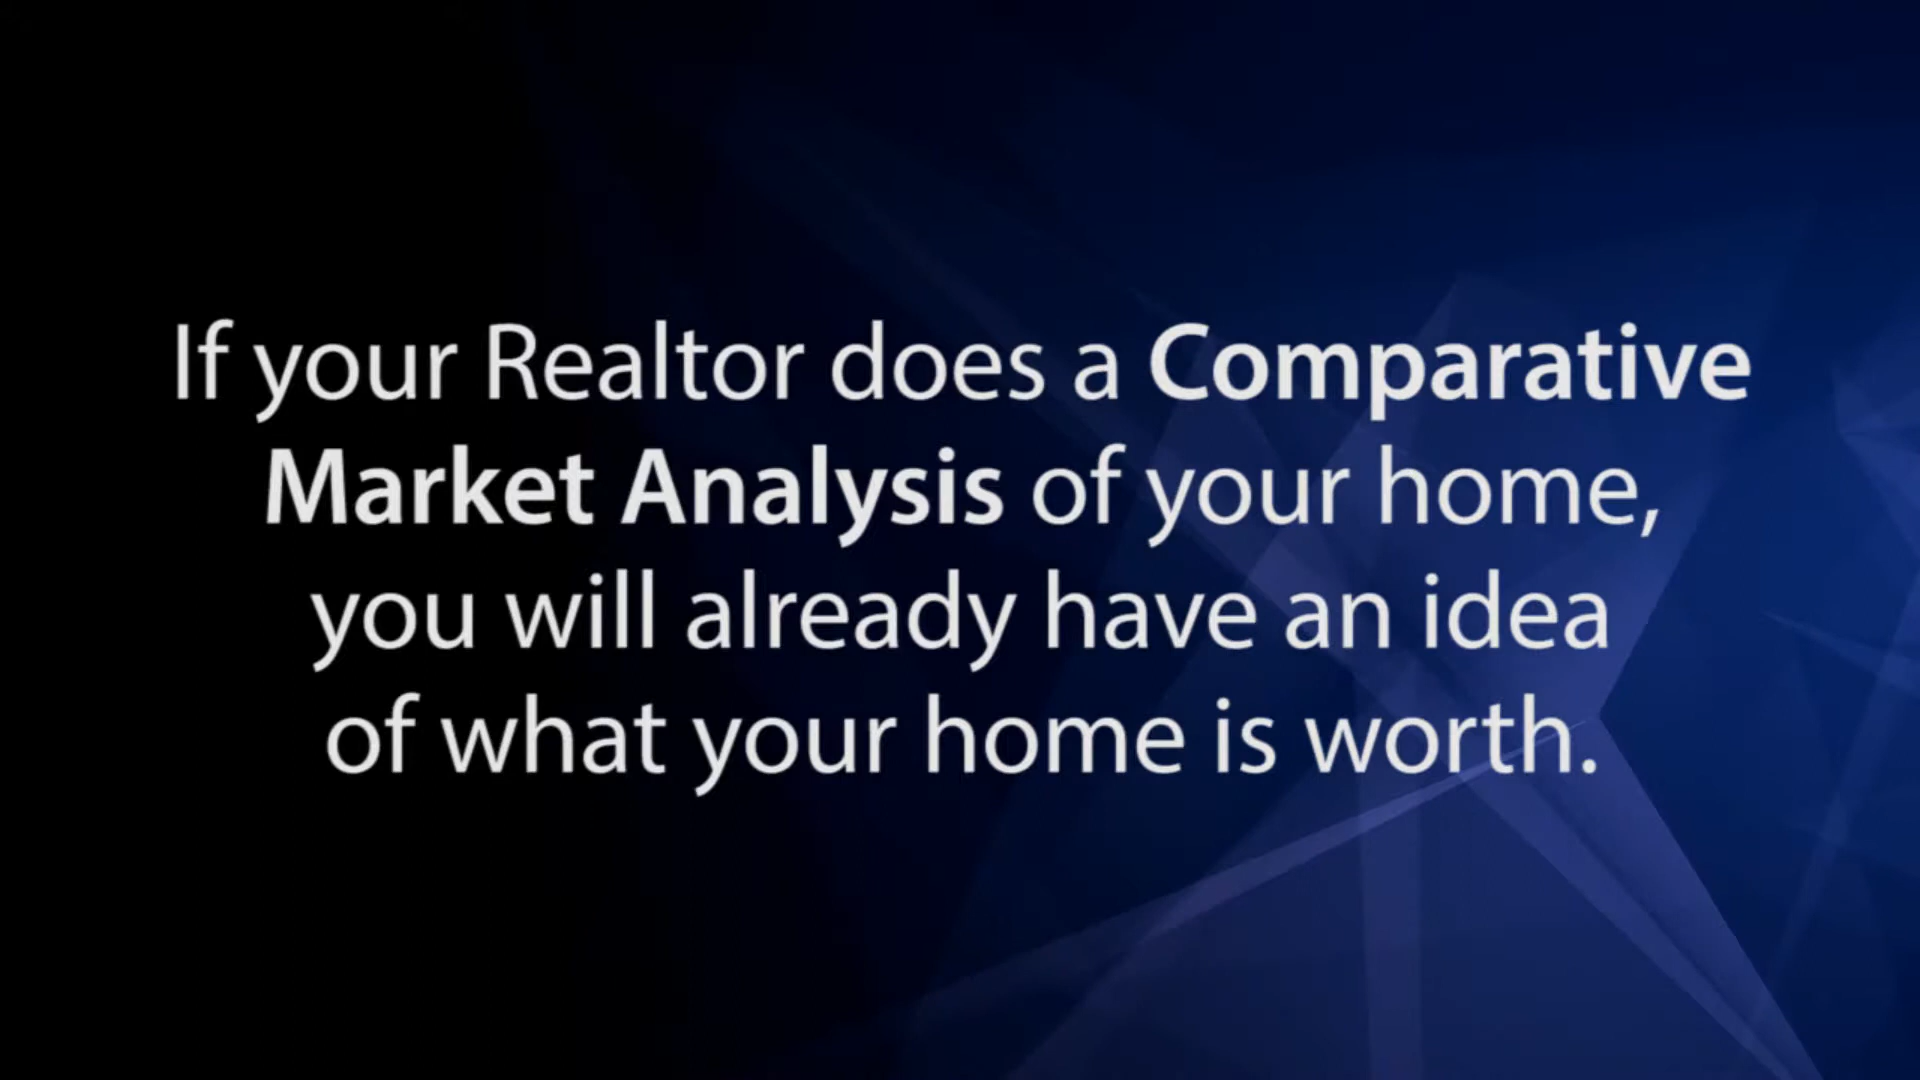 If your Realtor does a Comparative
Market Analysis of your home,
you will already have an idea
of what your home is worth.